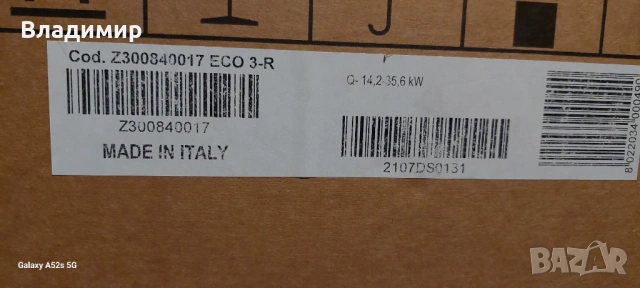 Владимир
Cod. Z300840017 ECO 3-R
Q- 14,2-35,6 kW
Z300840017
MADE IN ITALY
2107DS0131
Galaxy A52s 5G
BAZAR